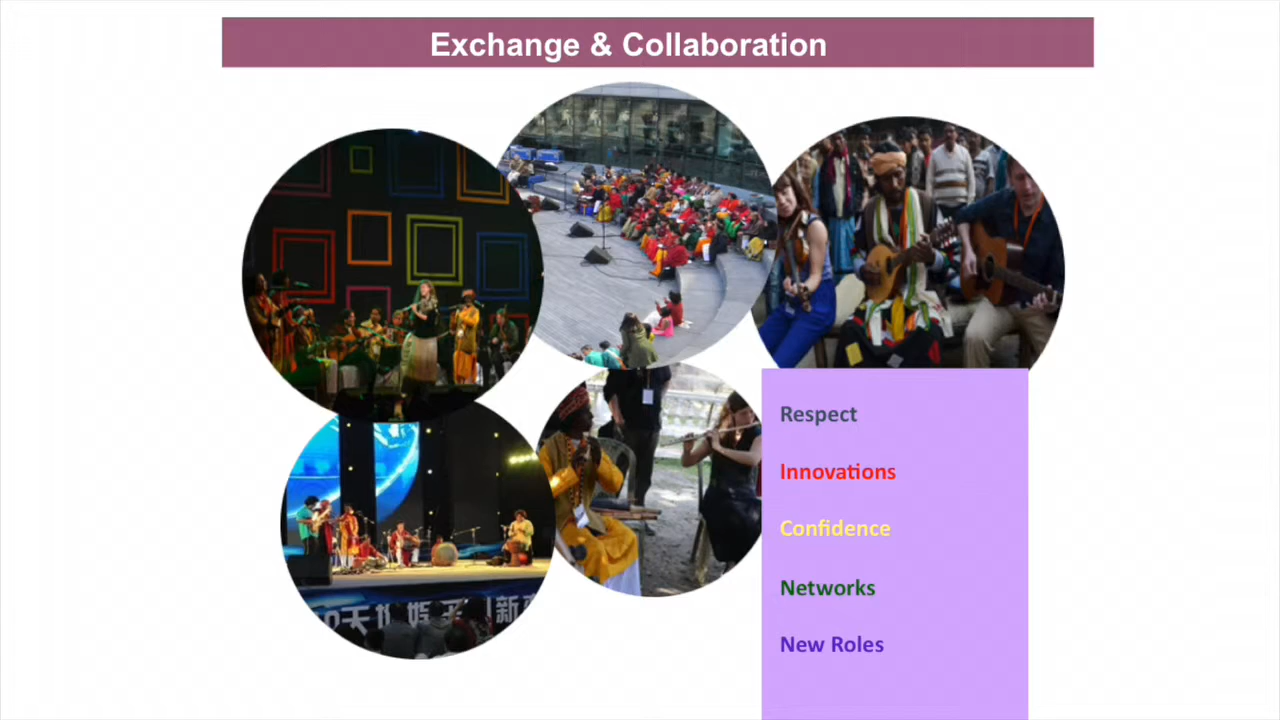 Exchange & Collaboration
Respect
Innovations
Confidence
Networks
New Roles